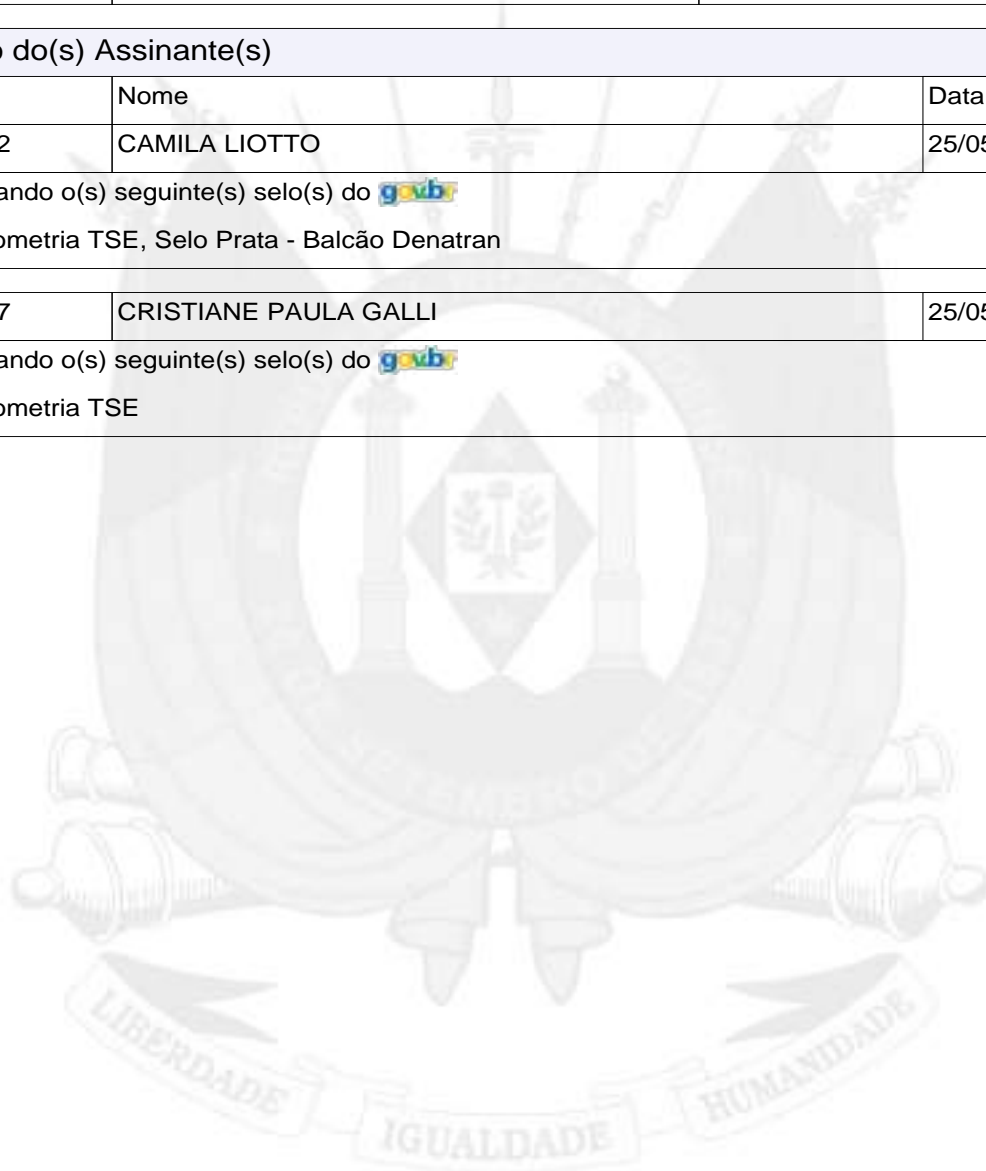 o do(s) Assinante(s)
Nome
Data
2
CAMILA LIOTTO
25/05
ando o(s) seguinte(s) selo(s) do gov.br
ometria TSE, Selo Prata - Balcão Denatran
7
CRISTIANE PAULA GALLI
25/05
ando o(s) seguinte(s) selo(s) do gov.br
ometria TSE
SETEMBRO DE
LIBERDADE
IGUALDADE
HUMANIDADE